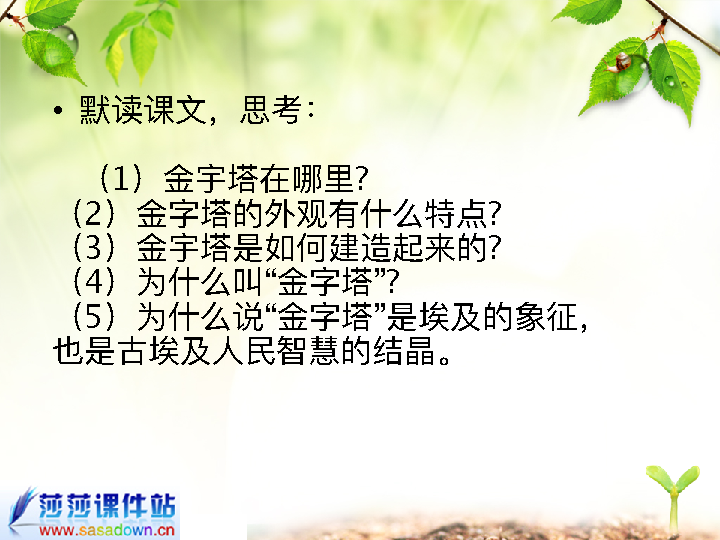 • 默读课文，思考：
（1）金宇塔在哪里?
（2）金字塔的外观有什么特点?
（3）金宇塔是如何建造起来的?
（4）为什么叫“金字塔”?
（5）为什么说“金字塔”是埃及的象征，
也是古埃及人民智慧的结晶。
莎莎课件站
www.sasadown.cn